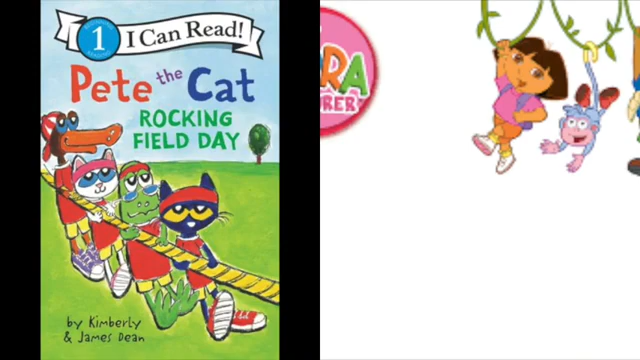 1
I Can Read!
Pete the Cat
ROCKING
FIELD DAY
by Kimberly
& James Dean